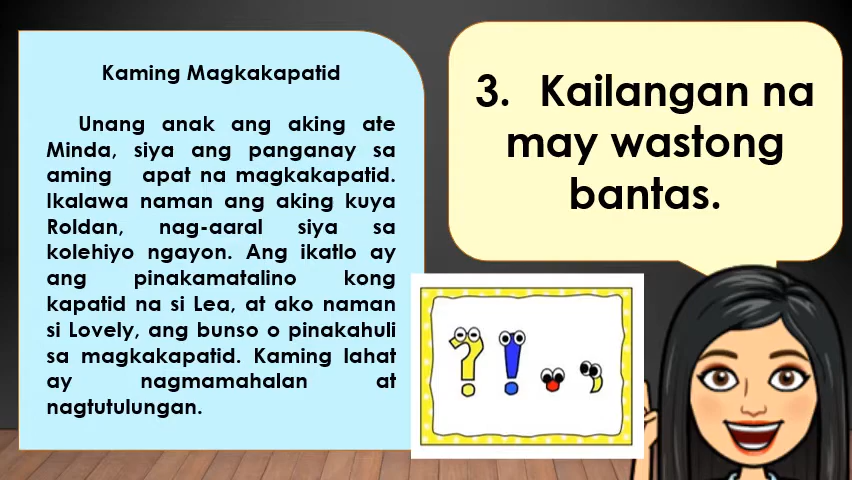 Kaming Magkakapatid
Unang anak ang aking ate
Minda, siya ang panganay sa
aming apat na magkakapatid.
Ikalawa naman ang aking kuya
Roldan, nag-aaral siya sa
kolehiyo ngayon. Ang ikatlo ay
ang pinakamatalino kong
kapatid na si Lea, at ako naman
si Lovely, ang bunso o pinakahuli
sa magkakapatid. Kaming lahat
ay nagmamahalan at
nagtutulungan.
3. Kailangan na
may wastong
bantas.
? ! . ,